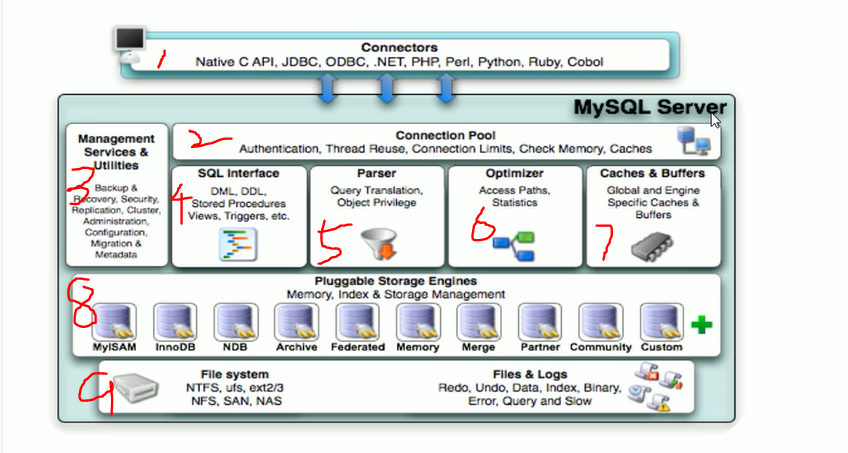 1
Connectors
Native C API, JDBC, ODBC, .NET, PHP, Perl, Python, Ruby, Cobol
MySQL Server
3
Management
Services &
Utilities
Backup &
Recovery, Security,
Replication, Cluster,
Administration,
Configuration,
Migration &
Metadata
2
Connection Pool
Authentication, Thread Reuse, Connection Limits, Check Memory, Caches
4
SQL Interface
DML, DDL,
Stored Procedures
Views, Triggers, etc.
5
Parser
Query Translation,
Object Privilege
6
Optimizer
Access Paths,
Statistics
7
Caches & Buffers
Global and Engine
Specific Caches &
Buffers
8
Pluggable Storage Engines
Memory, Index & Storage Management
MyISAM InnoDB NDB Archive Federated Memory Merge Partner Community Custom
9
File system
NTFS, ufs, ext2/3
NFS, SAN, NAS
Files & Logs
Redo, Undo, Data, Index, Binary,
Error, Query and Slow